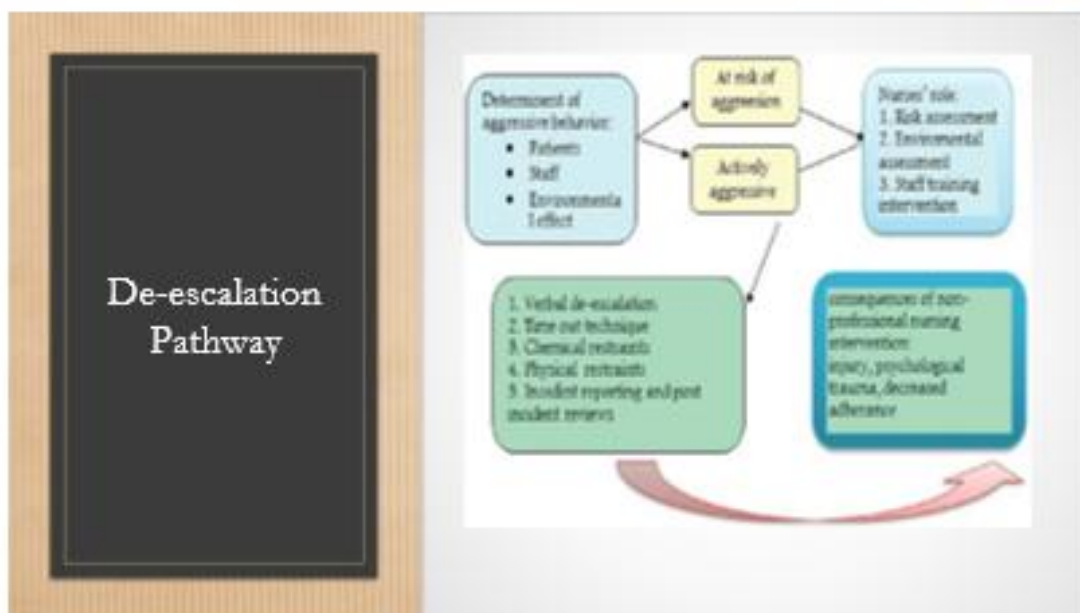 De-escalation
Pathway
Determinent of
aggressive behavior:
• Patients
• Staff
• Environmenta
l effect
At risk of
aggression
Actively
aggressive
Nurses' role:
1. Risk assessment
2. Environmental
assessment
3. Staff training
intervention
1. Verbal de-escalation
2. Time out technique
3. Chemical restraints
4. Physical restraints
5. Incident reporting and post
incident reviews
consequences of non-
professional nursing
intervention:
injury, psychological
trauma, decreased
adherance